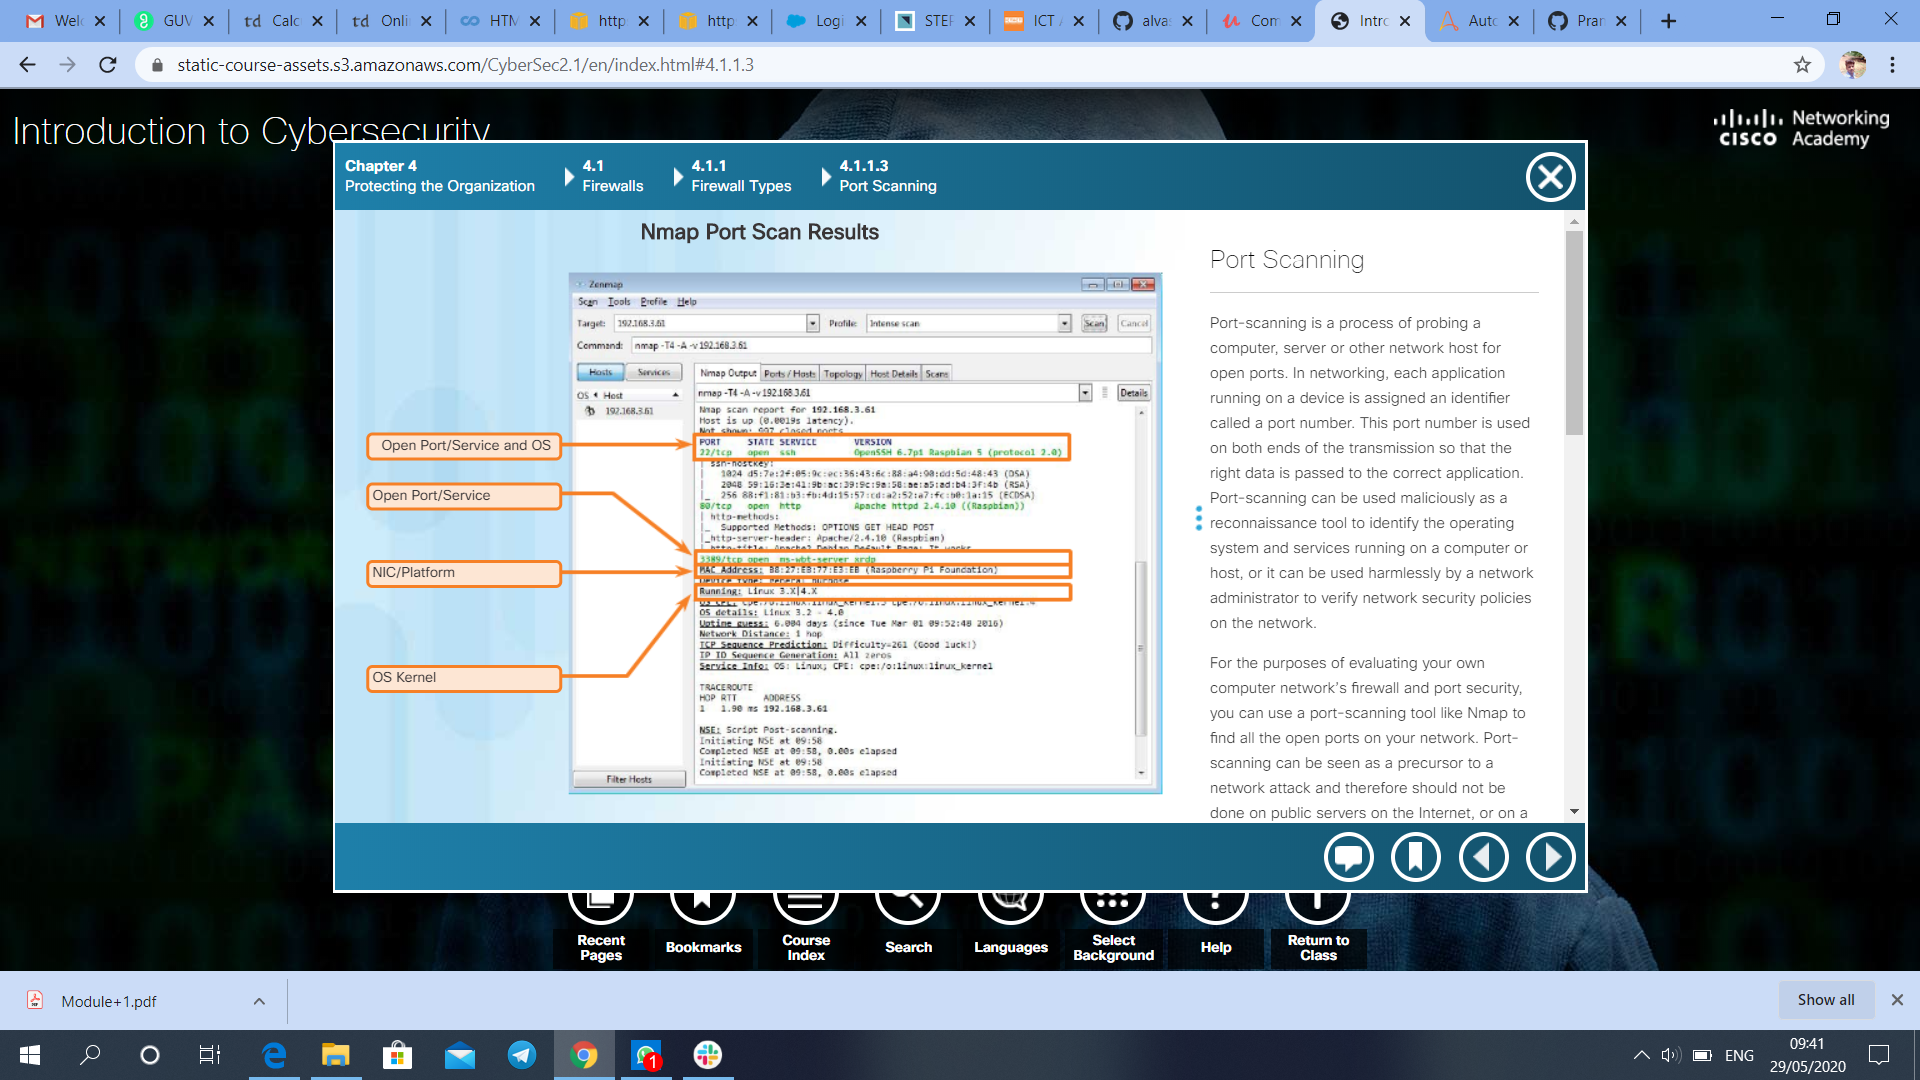 Welc
GUV
Calc
Onli
HTM
http
http
Logi
STEP
ICT A
alva
Com
Intro
Auto
Pran
static-course-assets.s3.amazonaws.com/CyberSec2.1/en/index.html#4.1.1.3
Introduction to Cybersecurity
Networking
CISCO Academy
Chapter 4
Protecting the Organization
4.1
Firewalls
4.1.1
Firewall Types
4.1.1.3
Port Scanning
Nmap Port Scan Results
Zenmap
Scan Tools Profile Help
Target: 192.168.3.61 Profile: Intense scan Scan Cancel
Command: nmap -T4 -A -v 192.168.3.61
Hosts Services Nmap Output Ports / Hosts Topology Host Details Scans
OS Host nmap -T4 -A -v 192.168.3.61 Details
192.168.3.61
Nmap scan report for 192.168.3.61
Host is up (0.0019s latency).
Not shown: 997 closed ports
PORT STATE SERVICE VERSION
22/tcp open ssh OpenSSH 6.7p1 Raspbian 5 (protocol 2.0)
| ssh-hostkey:
| 1024 d5:7e:2f:05:9c:ec:36:43:6c:88:a4:90:dd:5d:48:43 (DSA)
| 2048 59:16:3e:41:9b:ac:39:9c:9a:58:ae:a5:ad:b4:3f:4b (RSA)
|_ 256 88:f1:81:b3:fb:4d:15:57:cd:a2:52:a7:fc:b0:1a:15 (ECDSA)
80/tcp open http Apache httpd 2.4.10 ((Raspbian))
| http-methods:
|_ Supported Methods: OPTIONS GET HEAD POST
|_http-server-header: Apache/2.4.10 (Raspbian)
|_http-title: Apache2 Debian Default Page: It works
3389/tcp open ms-wbt-server xrdp
MAC Address: B8:27:EB:77:E3:EB (Raspberry Pi Foundation)
Device type: general purpose
Running: Linux 3.X|4.X
OS CPE: cpe:/o:linux:linux_kernel:3 cpe:/o:linux:linux_kernel:4
OS details: Linux 3.2 - 4.0
Uptime guess: 6.004 days (since Tue Mar 01 09:52:48 2016)
Network Distance: 1 hop
TCP Sequence Prediction: Difficulty=261 (Good luck!)
IP ID Sequence Generation: All zeros
Service Info: OS: Linux; CPE: cpe:/o:linux:linux_kernel
TRACEROUTE
HOP RTT ADDRESS
1 1.90 ms 192.168.3.61
NSE: Script Post-scanning.
Initiating NSE at 09:58
Completed NSE at 09:58, 0.00s elapsed
Initiating NSE at 09:58
Completed NSE at 09:58, 0.00s elapsed
Filter Hosts
Open Port/Service and OS
Open Port/Service
NIC/Platform
OS Kernel
Port Scanning
Port-scanning is a process of probing a
computer, server or other network host for
open ports. In networking, each application
running on a device is assigned an identifier
called a port number. This port number is used
on both ends of the transmission so that the
right data is passed to the correct application.
Port-scanning can be used maliciously as a
reconnaissance tool to identify the operating
system and services running on a computer or
host, or it can be used harmlessly by a network
administrator to verify network security policies
on the network.
For the purposes of evaluating your own
computer network's firewall and port security,
you can use a port-scanning tool like Nmap to
find all the open ports on your network. Port-
scanning can be seen as a precursor to a
network attack and therefore should not be
done on public servers on the Internet, or on a
Recent
Pages
Bookmarks
Course
Index
Search
Languages
Select
Background
Help
Return to
Class
Module+1.pdf
Show all
1
ENG
09:41
29/05/2020